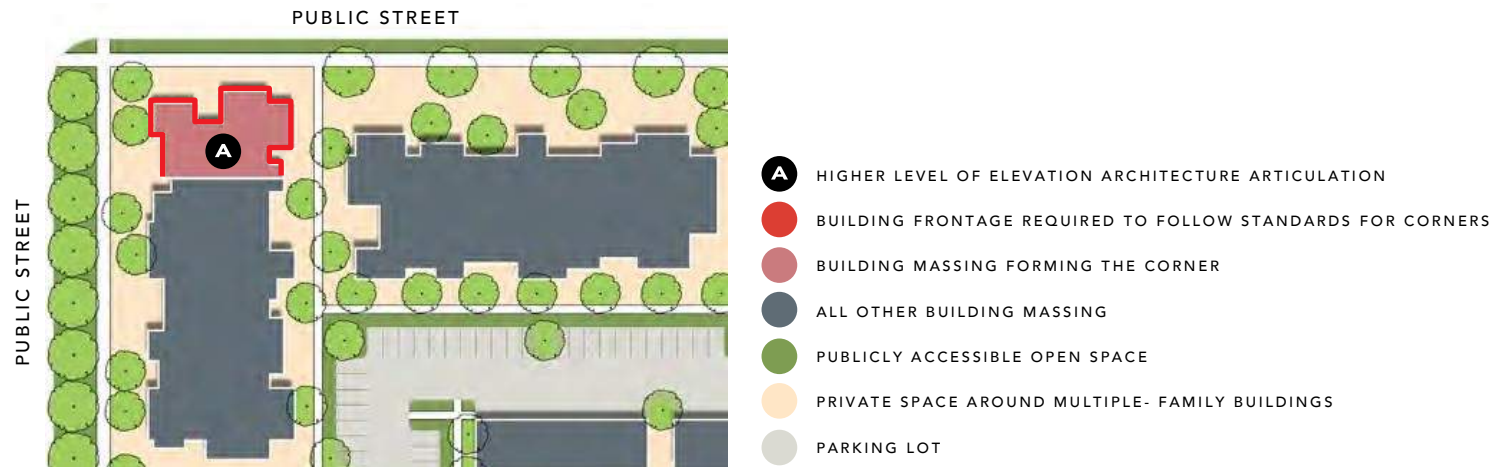 PUBLIC STREET
PUBLIC STREET
A
A HIGHER LEVEL OF ELEVATION ARCHITECTURE ARTICULATION
BUILDING FRONTAGE REQUIRED TO FOLLOW STANDARDS FOR CORNERS
BUILDING MASSING FORMING THE CORNER
ALL OTHER BUILDING MASSING
PUBLICLY ACCESSIBLE OPEN SPACE
PRIVATE SPACE AROUND MULTIPLE- FAMILY BUILDINGS
PARKING LOT